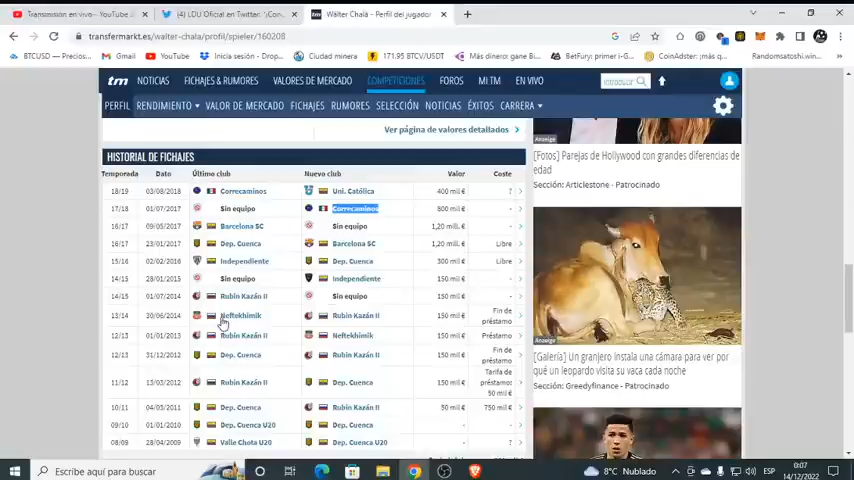 Transmisión en vivo - YouTube S
(4) LDU Oficial en Twitter: "¡Con
Walter Chalá - Perfil del jugador
transfermarkt.es/walter-chala/profil/spieler/160208
BTCUSD — Precios...
Gmail
YouTube
Inicia sesión - Drop...
171.95 BTCV/USDT
Más dinero: gane Bi...
BetFury: premier i-G...
CoinAdster: ¡más q...
Randomsatoshi.win...
tm NOTICIAS FICHAJES & RUMORES VALORES DE MERCADO COMPETICIONES FOROS MI TM EN VIVO
Introducir
PERFIL RENDIMIENTO VALOR DE MERCADO FICHAJES RUMORES SELECCIÓN NOTICIAS ÉXITOS CARRERA
Ver página de valores detallados
HISTORIAL DE FICHAJES
Temporada Fecha Último club Nuevo club Valor Coste
18/19 03/08/2018 Correcaminos Uni. Católica 400 mil € ?
17/18 01/07/2017 Sin equipo Correcaminos 800 mil € -
16/17 09/05/2017 Barcelona SC Sin equipo 1,20 mill. € -
16/17 23/01/2017 Dep. Cuenca Barcelona SC 1,20 mill. € Libre
15/16 Independiente Dep. Cuenca 300 mil € Libre
14/15 28/01/2015 Sin equipo Independiente 150 mil € -
14/15 01/07/2014 Rubin Kazán II Sin equipo 150 mil € -
13/14 30/06/2014 Neftekhimik Rubin Kazán II 150 mil € Fin de préstamo
12/13 01/01/2013 Rubin Kazán II Neftekhimik 150 mil € Préstamo
12/13 31/12/2012 Dep. Cuenca Rubin Kazán II 150 mil € Fin de préstamo
11/12 13/03/2012 Rubin Kazán II Dep. Cuenca 150 mil € Tarifa de préstamo: 50 mil €
10/11 04/03/2011 Dep. Cuenca Rubin Kazán II 50 mil € 750 mil €
09/10 01/01/2010 Dep. Cuenca U20 Dep. Cuenca - -
08/09 28/04/2009 Valle Chota U20 Dep. Cuenca U20 - ?
Anzeige
[Fotos] Parejas de Hollywood con grandes diferencias de
edad
Sección: Articlestone - Patrocinado
Anzeige
[Galería] Un granjero instala una cámara para ver por
qué un leopardo visita su vaca cada noche
Sección: Greedyfinance - Patrocinado
Escribe aquí para buscar
8°C Nublado
ESP
0:07
14/12/2022